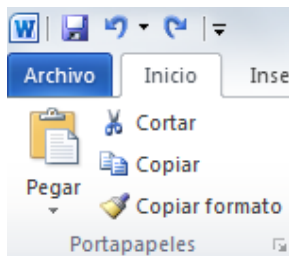 W
Archivo Inicio Inse
Cortar
Copiar
Pegar
Copiar formato
Portapapeles